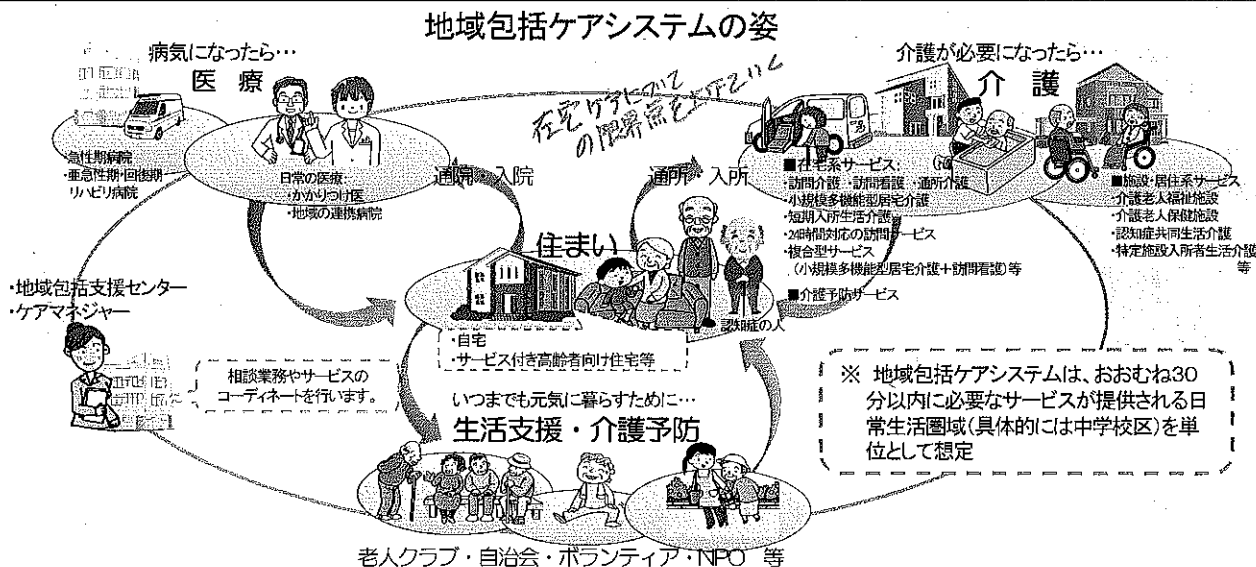 地域包括ケアシステムの姿
病気になったら…
医 療
・急性期病院
・亜急性期・回復期
リハビリ病院
日常の医療:
・かかりつけ医
・地域の連携病院
在宅ケアについて
の限界点を上げていく
介護が必要になったら…
介 護
■在宅系サービス:
・訪問介護 ・訪問看護 ・通所介護
・小規模多機能型居宅介護
・短期入所生活介護
・24時間対応の訪問サービス
・複合型サービス
(小規模多機能型居宅介護+訪問看護)等
■介護予防サービス
■施設・居住系サービス
・介護老人福祉施設
・介護老人保健施設
・認知症共同生活介護
・特定施設入所者生活介護
等
通院・入院
通所・入所
住まい
認知症の人
・自宅
・サービス付き高齢者向け住宅等
・地域包括支援センター
・ケアマネジャー
相談業務やサービスの
コーディネートを行います。
いつまでも元気に暮らすために…
生活支援・介護予防
老人クラブ・自治会・ボランティア・NPO 等
※ 地域包括ケアシステムは、おおむね30
分以内に必要なサービスが提供される日
常生活圏域(具体的には中学校区)を単
位として想定